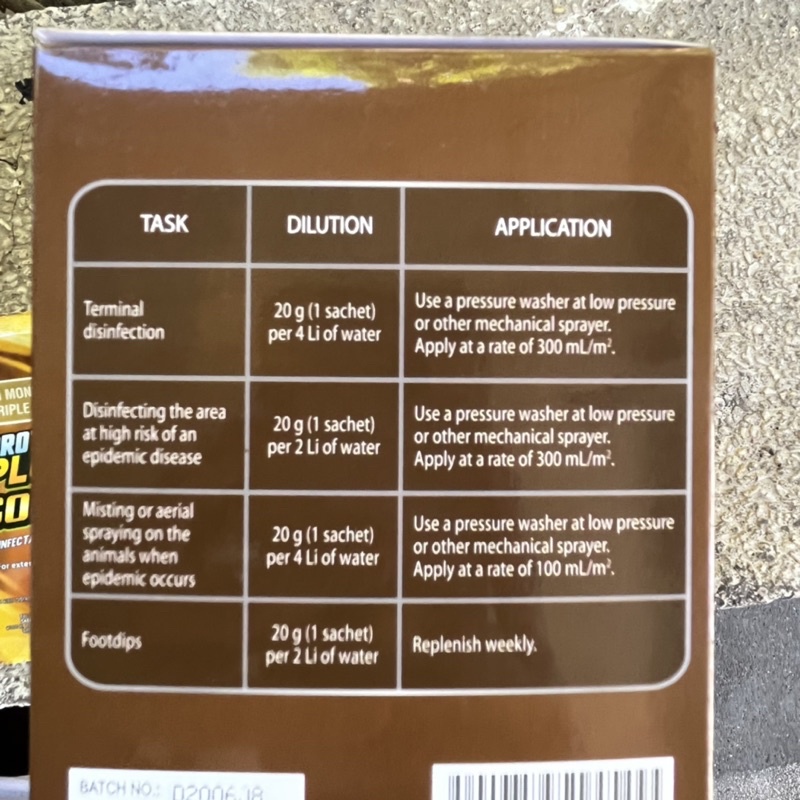 TASK
DILUTION
APPLICATION
Terminal
disinfection
20 g (1 sachet)
per 4 Li of water
Use a pressure washer at low pressure
or other mechanical sprayer.
Apply at a rate of 300 mL/m².
Disinfecting the area
at high risk of an
epidemic disease
20 g (1 sachet)
per 2 Li of water
Use a pressure washer at low pressure
or other mechanical sprayer.
Apply at a rate of 300 mL/m².
Misting or aerial
spraying on the
animals when
epidemic occurs
20 g (1 sachet)
per 4 Li of water
Use a pressure washer at low pressure
or other mechanical sprayer.
Apply at a rate of 100 mL/m².
Footdips
20 g (1 sachet)
per 2 Li of water
Replenish weekly.
BATCH NO.: